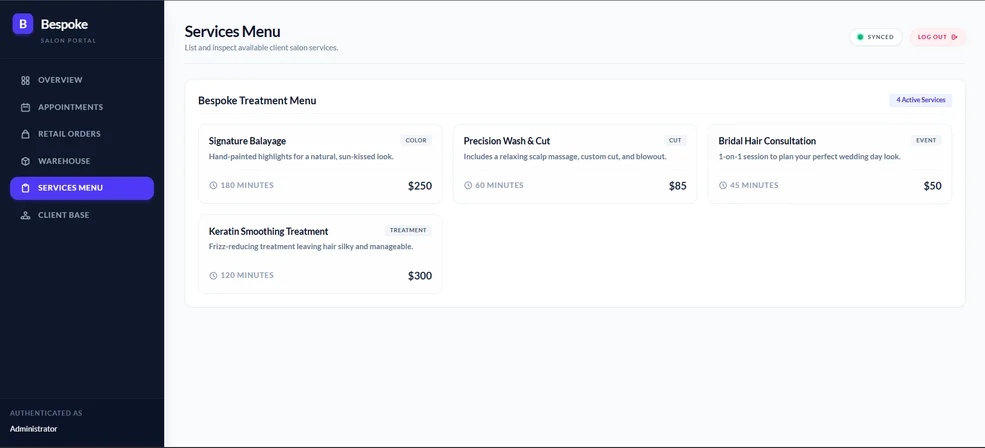 B Bespoke
SALON PORTAL
OVERVIEW
APPOINTMENTS
RETAIL ORDERS
WAREHOUSE
SERVICES MENU
CLIENT BASE
AUTHENTICATED AS
Administrator
Services Menu
List and inspect available client salon services.
SYNCED
LOG OUT
Bespoke Treatment Menu
4 Active Services
Signature Balayage
COLOR
Hand-painted highlights for a natural, sun-kissed look.
180 MINUTES
$250
Precision Wash & Cut
CUT
Includes a relaxing scalp massage, custom cut, and blowout.
60 MINUTES
$85
Bridal Hair Consultation
EVENT
1-on-1 session to plan your perfect wedding day look.
45 MINUTES
$50
Keratin Smoothing Treatment
TREATMENT
Frizz-reducing treatment leaving hair silky and manageable.
120 MINUTES
$300